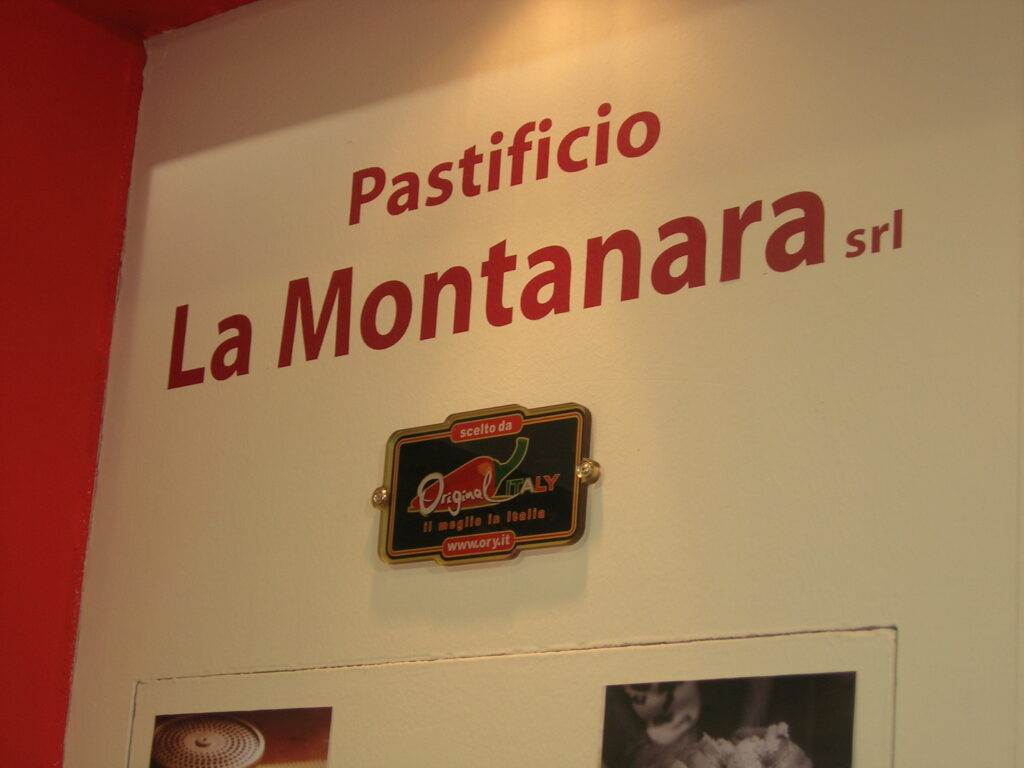 Pastificio
La Montanara srl
scelto da
Original ITALY
il meglio in Italia
www.ory.it